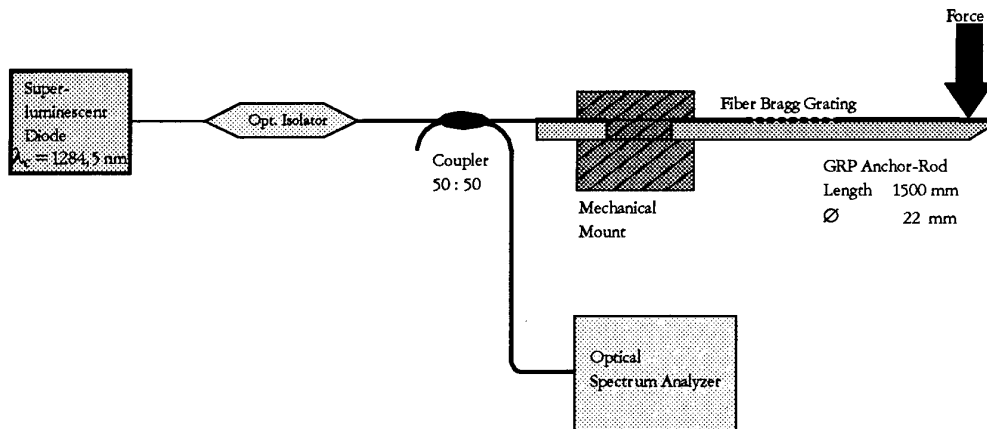 Force
Super-
luminescent
Diode
λc = 1284,5 nm
Opt. Isolator
Fiber Bragg Grating
Coupler
50 : 50
GRP Anchor-Rod
Length 1500 mm
Ø 22 mm
Mechanical
Mount
Optical
Spectrum Analyzer